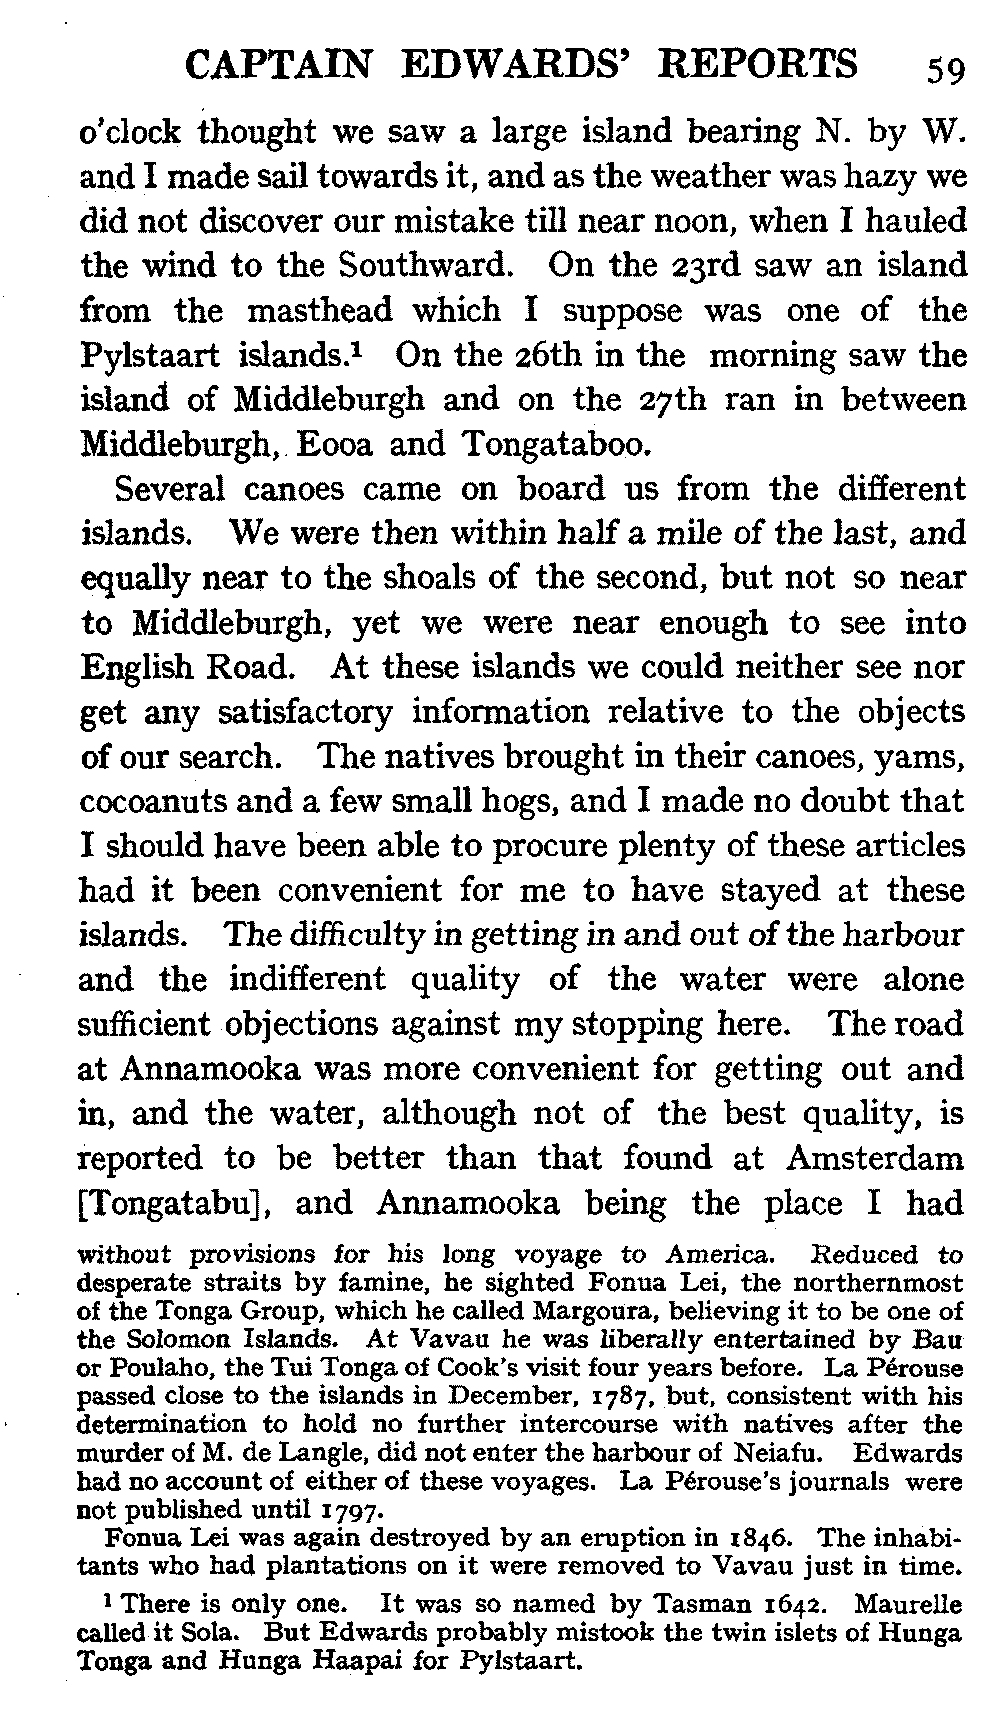 CAPTAIN EDWARDS' REPORTS 59
o'clock thought we saw a large island bearing N. by W.
and I made sail towards it, and as the weather was hazy we
did not discover our mistake till near noon, when I hauled
the wind to the Southward. On the 23rd saw an island
from the masthead which I suppose was one of the
Pylstaart islands.¹ On the 26th in the morning saw the
island of Middleburgh and on the 27th ran in between
Middleburgh, Eooa and Tongataboo.
Several canoes came on board us from the different
islands. We were then within half a mile of the last, and
equally near to the shoals of the second, but not so near
to Middleburgh, yet we were near enough to see into
English Road. At these islands we could neither see nor
get any satisfactory information relative to the objects
of our search. The natives brought in their canoes, yams,
cocoanuts and a few small hogs, and I made no doubt that
I should have been able to procure plenty of these articles
had it been convenient for me to have stayed at these
islands. The difficulty in getting in and out of the harbour
and the indifferent quality of the water were alone
sufficient objections against my stopping here. The road
at Annamooka was more convenient for getting out and
in, and the water, although not of the best quality, is
reported to be better than that found at Amsterdam
[Tongatabu], and Annamooka being the place I had
without provisions for his long voyage to America. Reduced to
desperate straits by famine, he sighted Fonua Lei, the northernmost
of the Tonga Group, which he called Margoura, believing it to be one of
the Solomon Islands. At Vavau he was liberally entertained by Bau
or Poulaho, the Tui Tonga of Cook's visit four years before. La Pérouse
passed close to the islands in December, 1787, but, consistent with his
determination to hold no further intercourse with natives after the
murder of M. de Langle, did not enter the harbour of Neiafu. Edwards
had no account of either of these voyages. La Pérouse's journals were
not published until 1797.
Fonua Lei was again destroyed by an eruption in 1846. The inhabi-
tants who had plantations on it were removed to Vavau just in time.
¹ There is only one. It was so named by Tasman 1642. Maurelle
called it Sola. But Edwards probably mistook the twin islets of Hunga
Tonga and Hunga Haapai for Pylstaart.